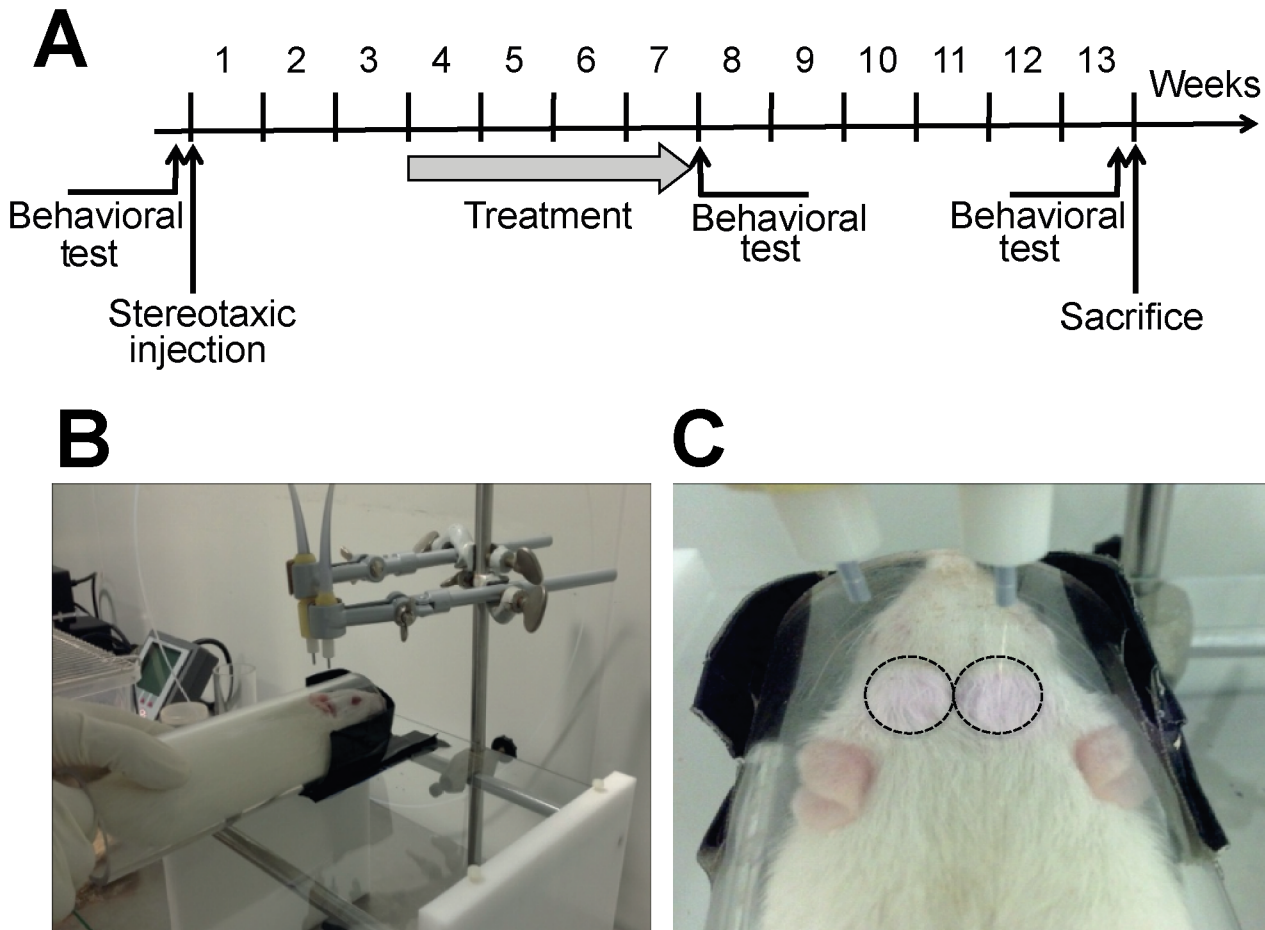 A
1 2 3 4 5 6 7 8 9 10 11 12 13
Weeks
Behavioral
test
Stereotaxic
injection
Treatment
Behavioral
test
Behavioral
test
Sacrifice
B
C